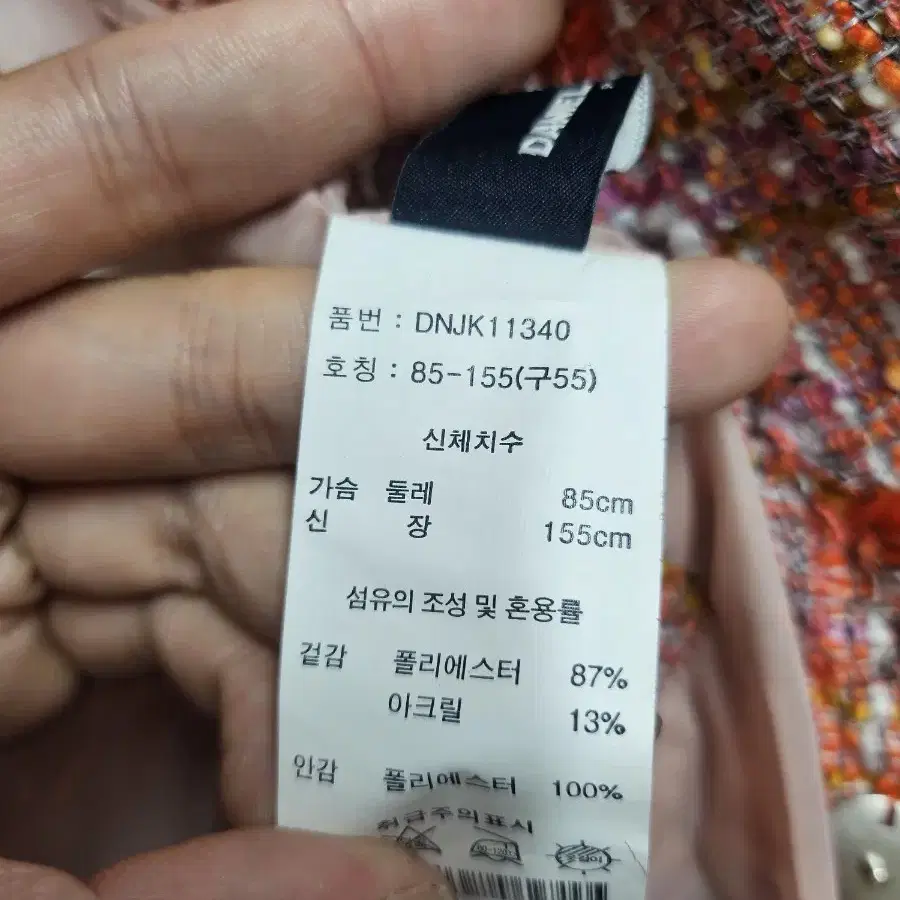 품번 : DNJK11340
호칭 : 85-155(구55)
신체치수
가슴 둘레 85cm
신 장 155cm
섬유의 조성 및 혼용률
겉감 폴리에스터 87%
아크릴 13%
안감 폴리에스터 100%
취급주의표시